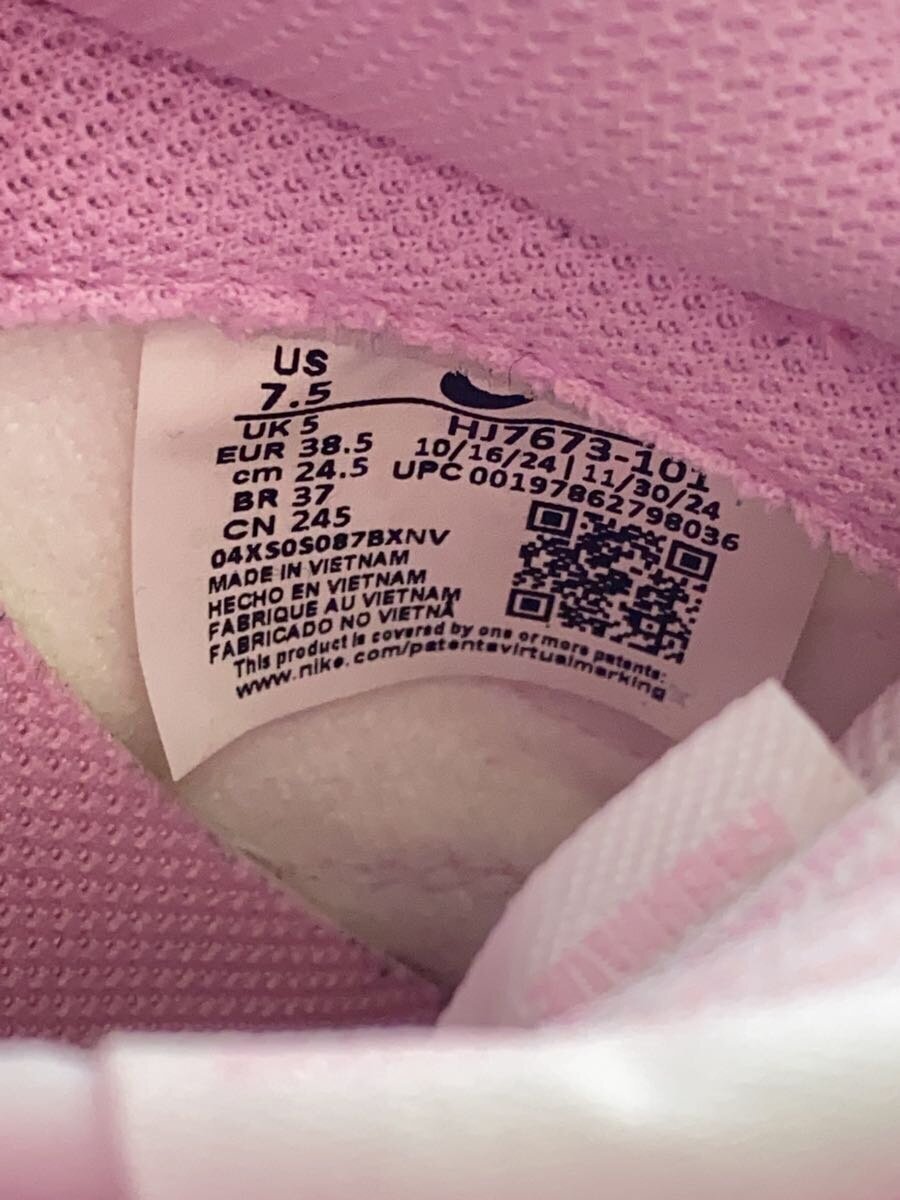 US
7.5
UK 5
EUR 38.5
cm 24.5
BR 37
CN 245
HJ7673-101
10/16/24 | 11/30/24
UPC 00197862798036
04XS0S087BXNV
MADE IN VIETNAM
HECHO EN VIETNAM
FABRIQUE AU VIETNAM
FABRICADO NO VIETNÃ
This product is covered by one or more patents:
www.nike.com/patentsvirtualmarking